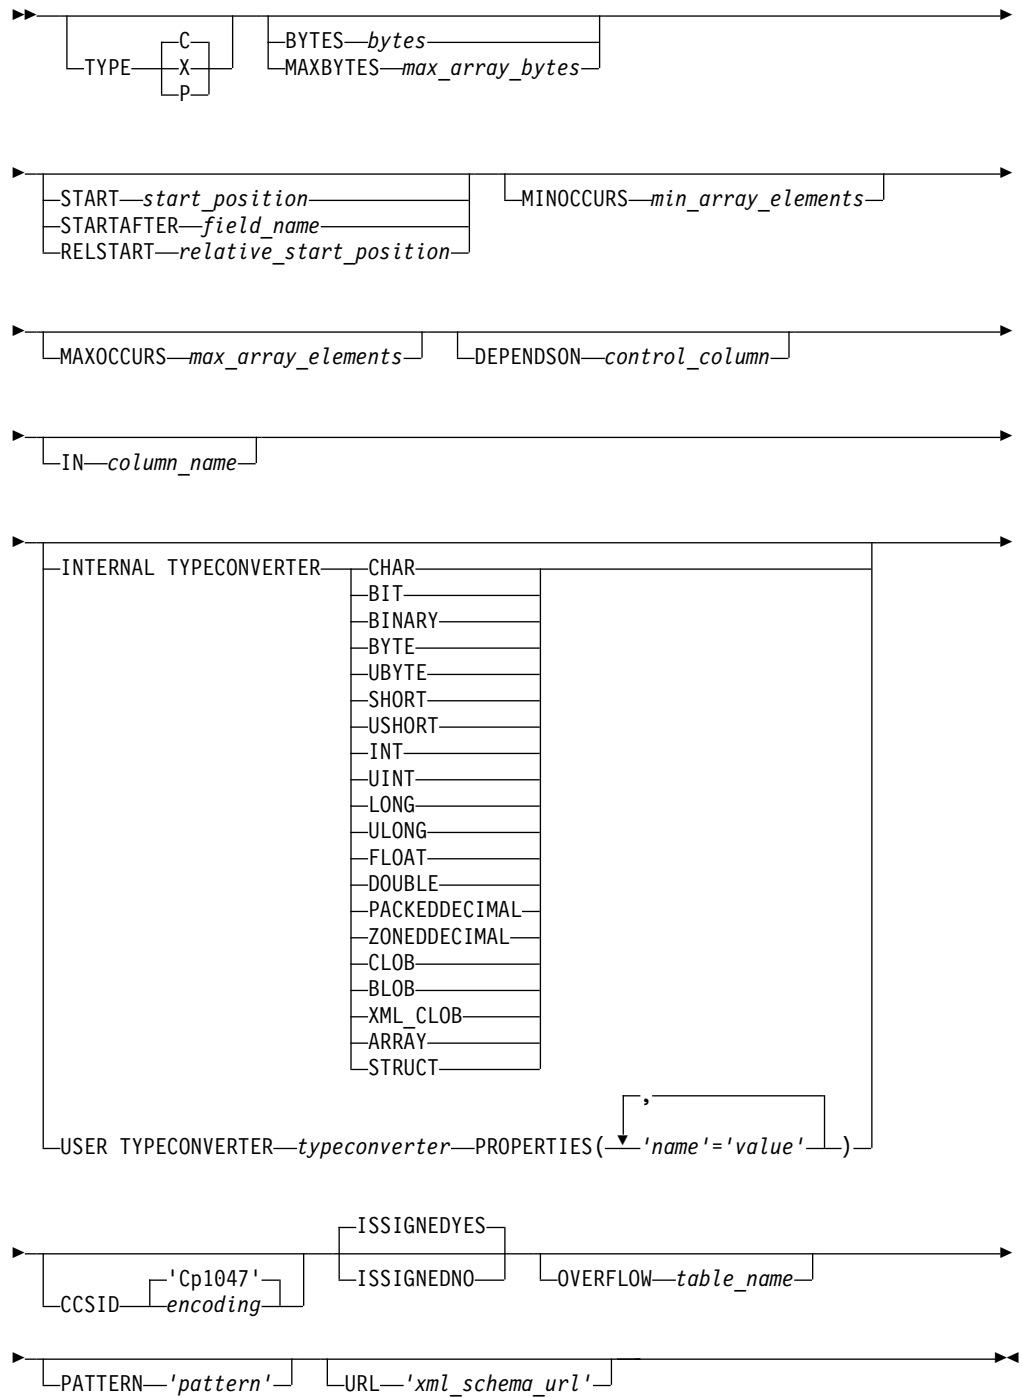 C
TYPE X
P
BYTES bytes
MAXBYTES max_array_bytes
START start_position
STARTAFTER field_name
RELSTART relative_start_position
MINOCCURS min_array_elements
MAXOCCURS max_array_elements
DEPENDSON control_column
IN column_name
INTERNAL TYPECONVERTER CHAR
BIT
BINARY
BYTE
UBYTE
SHORT
USHORT
INT
UINT
LONG
ULONG
FLOAT
DOUBLE
PACKEDDECIMAL
ZONEDDECIMAL
CLOB
BLOB
XML_CLOB
ARRAY
STRUCT
,
USER TYPECONVERTER typeconverter PROPERTIES( 'name'='value' )
'Cp1047'
CCSID encoding
ISSIGNEDYES
ISSIGNEDNO
OVERFLOW table_name
PATTERN 'pattern'
URL 'xml_schema_url'